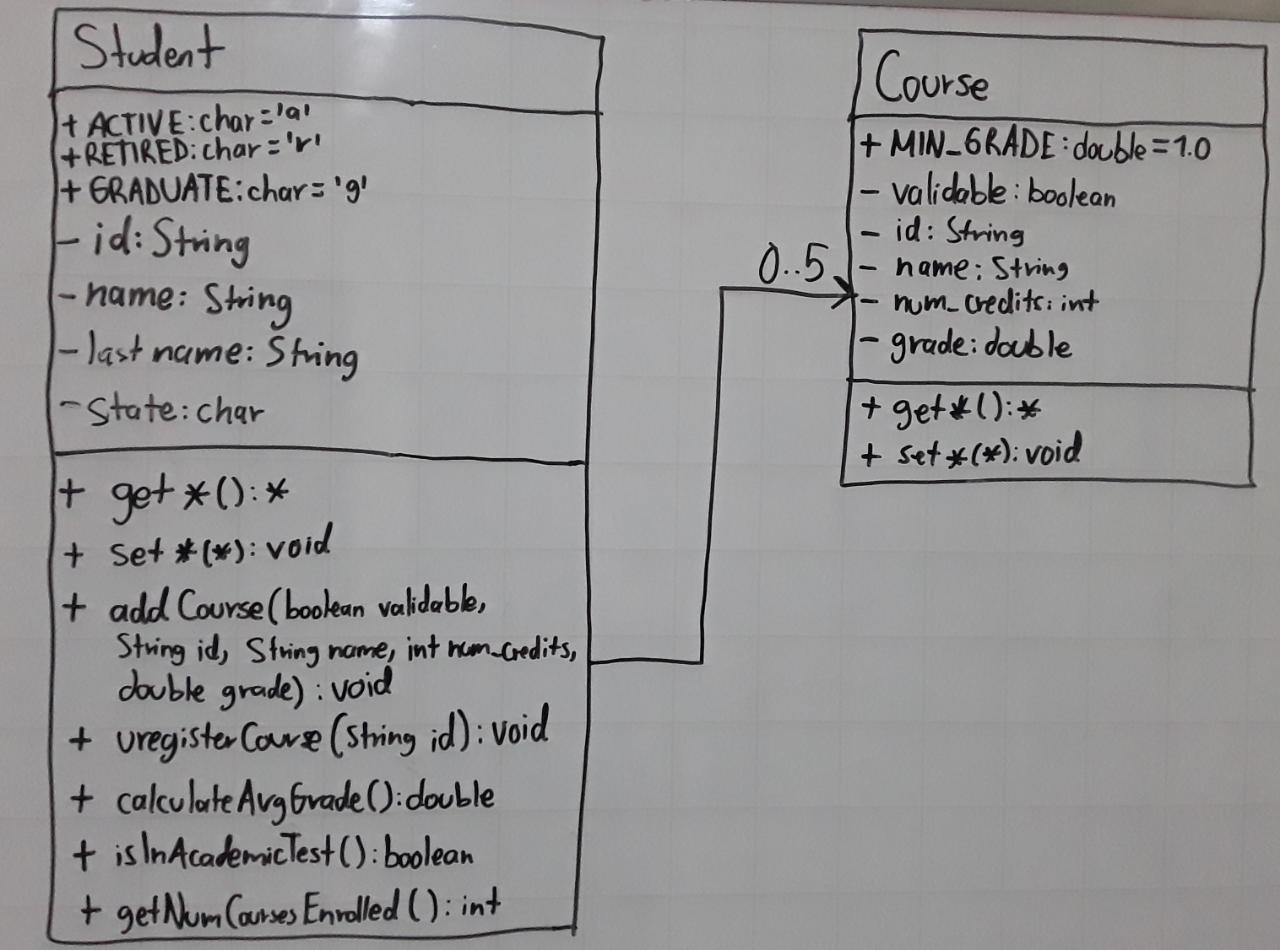 Student
+ ACTIVE: char='a'
+ RETIRED: char='r'
+ GRADUATE: char='g'
- id: String
- name: String
- last name: String
- state: char
+ get*(): *
+ set*(*): void
+ addCourse(boolean validable,
String id, String name, int num_credits,
double grade): void
+ uregisterCourse(String id): void
+ calculateAvgGrade(): double
+ isInAcademicTest(): boolean
+ getNumCoursesEnrolled(): int
0..5
Course
+ MIN_GRADE: double=1.0
- validable: boolean
- id: String
- name: String
- num_credits: int
- grade: double
+ get*(): *
+ set*(*): void